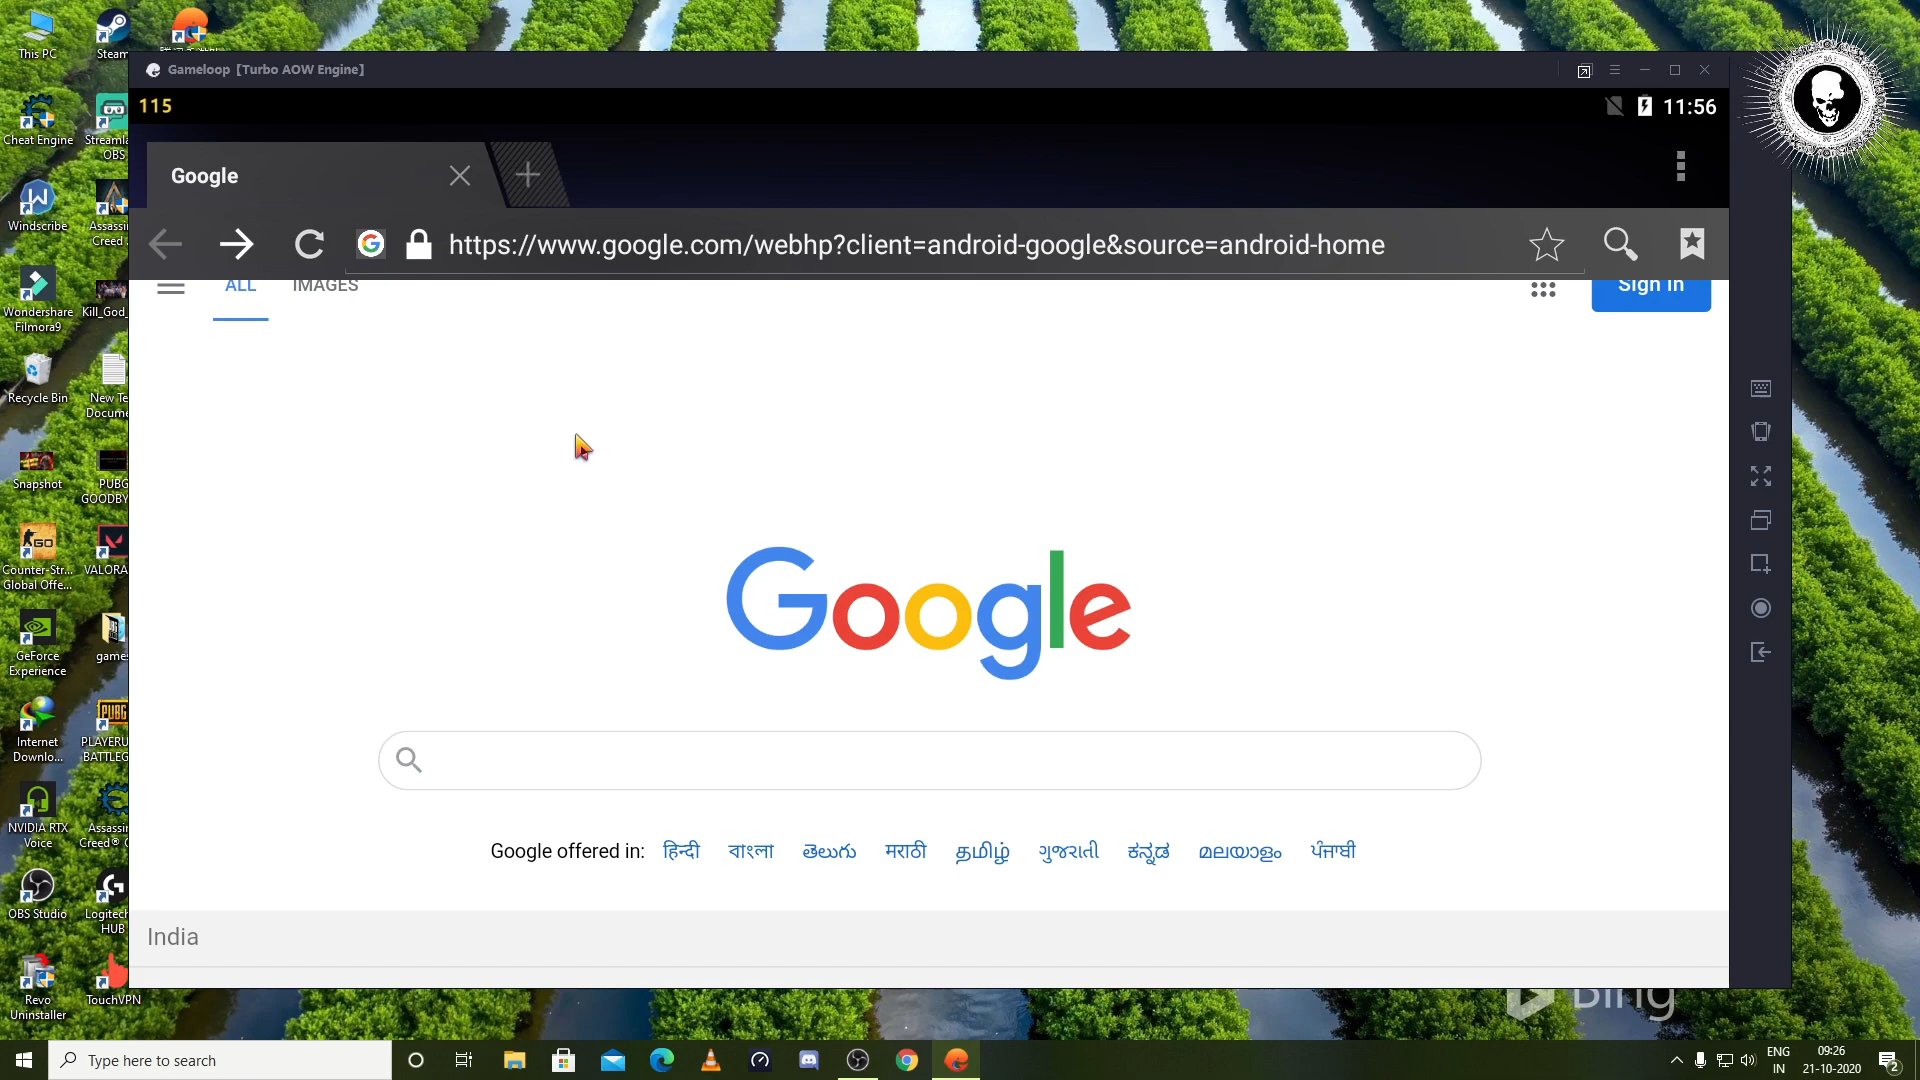 This PC
Steam
Gameloop [Turbo AOW Engine]
115
11:56
Google
https://www.google.com/webhp?client=android-google&source=android-home
ALL
IMAGES
Sign in
Cheat Engine
Streamla
OBS
Windscribe
Assassi
Creed
Wondershare
Filmora9
Kill_God_
Recycle Bin
New Te
Docume
Snapshot
PUBG
GOODBY
Counter-Str...
Global Offe...
VALORA
GeForce
Experience
games
Internet
Downlo...
PLAYERU
BATTLEG
NVIDIA RTX
Voice
Assass
Creed® O
OBS Studio
Logitech
HUB
Revo
Uninstaller
TouchVPN
Google
Google offered in: हिन्दी বাংলা తెలుగు मराठी தமிழ் ગુજરાતી ಕನ್ನಡ മലയാളം ਪੰਜਾਬੀ
India
Bing
Type here to search
ENG
IN
09:26
21-10-2020
2